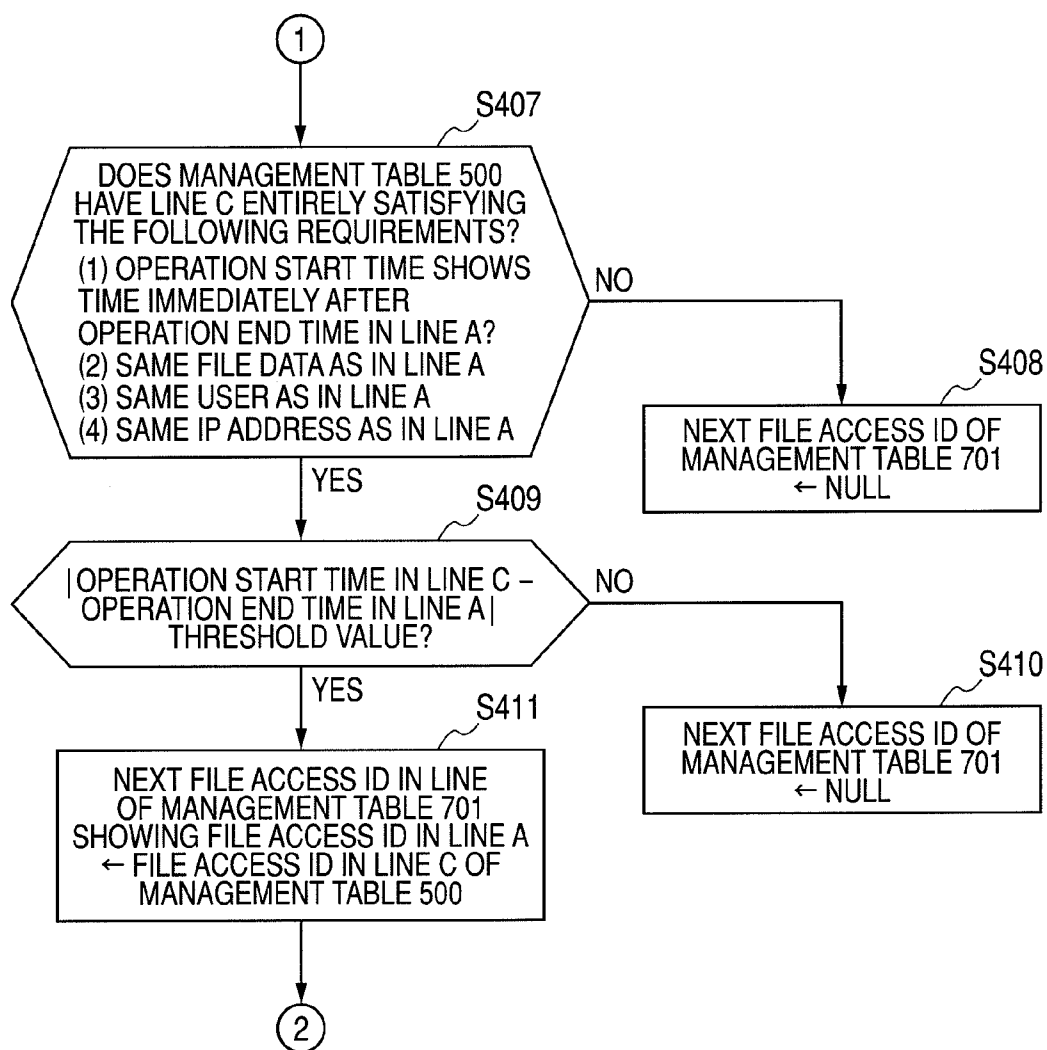 1
S407
DOES MANAGEMENT TABLE 500
HAVE LINE C ENTIRELY SATISFYING
THE FOLLOWING REQUIREMENTS?
(1) OPERATION START TIME SHOWS
TIME IMMEDIATELY AFTER
OPERATION END TIME IN LINE A?
(2) SAME FILE DATA AS IN LINE A
(3) SAME USER AS IN LINE A
(4) SAME IP ADDRESS AS IN LINE A
NO
S408
NEXT FILE ACCESS ID OF
MANAGEMENT TABLE 701
← NULL
YES
S409
| OPERATION START TIME IN LINE C –
OPERATION END TIME IN LINE A |
THRESHOLD VALUE?
NO
S410
NEXT FILE ACCESS ID OF
MANAGEMENT TABLE 701
← NULL
YES
S411
NEXT FILE ACCESS ID IN LINE
OF MANAGEMENT TABLE 701
SHOWING FILE ACCESS ID IN LINE A
← FILE ACCESS ID IN LINE C OF
MANAGEMENT TABLE 500
2